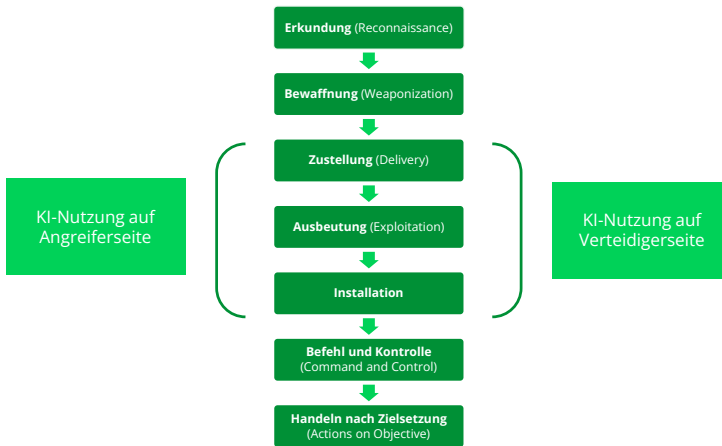 Erkundung (Reconnaissance)
Bewaffnung (Weaponization)
Zustellung (Delivery)
KI-Nutzung auf
Angreiferseite
KI-Nutzung auf
Verteidigerseite
Ausbeutung (Exploitation)
Installation
Befehl und Kontrolle
(Command and Control)
Handeln nach Zielsetzung
(Actions on Objective)